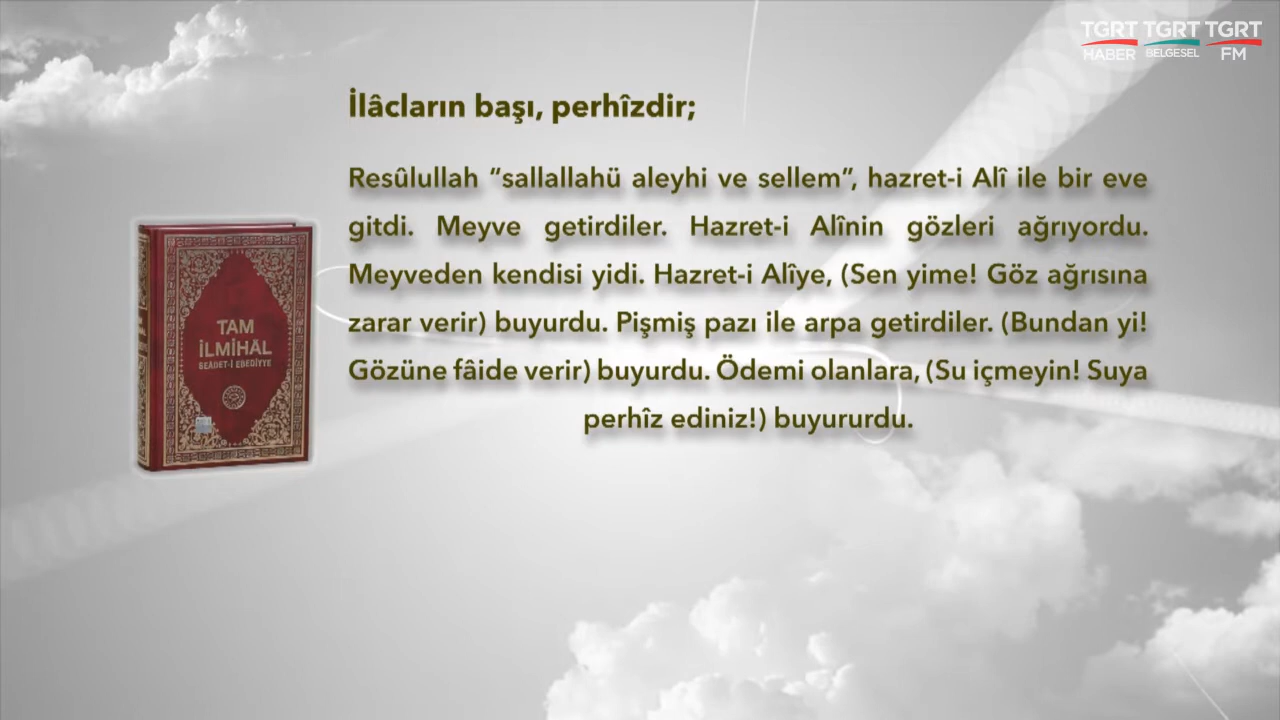 TGRT TGRT TGRT
HABER BELGESEL FM
İlâcların başı, perhîzdir;
Resûlullah “sallallahü aleyhi ve sellem”, hazret-i Alî ile bir eve
gitdi. Meyve getirdiler. Hazret-i Alînin gözleri ağrıyordu.
Meyveden kendisi yidi. Hazret-i Alîye, (Sen yime! Göz ağrısına
zarar verir) buyurdu. Pişmiş pazı ile arpa getirdiler. (Bundan yi!
Gözüne fâide verir) buyurdu. Ödemi olanlara, (Su içmeyin! Suya
perhîz ediniz!) buyururdu.
TAM
İLMİHÂL
SEÂDET-İ EBEDİYYE